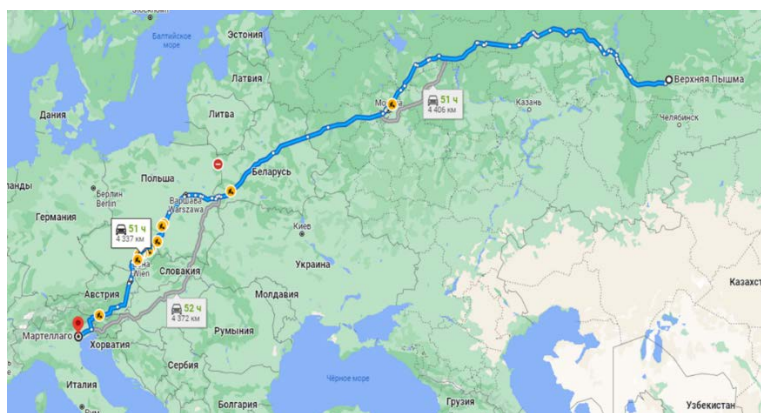 Балтийское
море
Эстония
Латвия
Верхняя Пышма
Казань
Челябинск
51 ч
4 406 км
Дания
Литва
Беларусь
Польша
Берлин
Berlin
Варшава
Warszawa
Германия
51 ч
4 337 км
Wien
Киев
Словакия
Украина
Австрия
52 ч
4 372 км
Молдавия
Мартеллаго
Хорватия
Румыния
Сербия
Италия
Болгария
Чёрное море
Грузия
Узбекистан